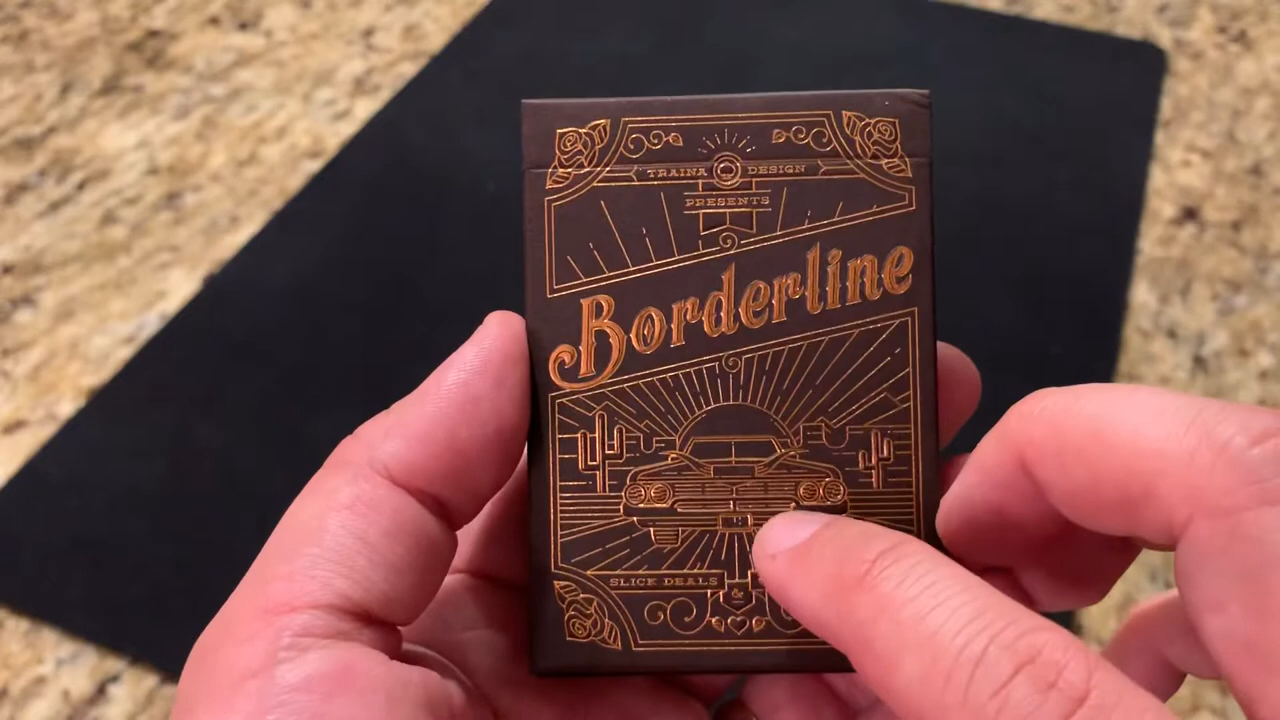 TRAINA DESIGN
PRESENTS
Borderline
SLICK DEALS
&